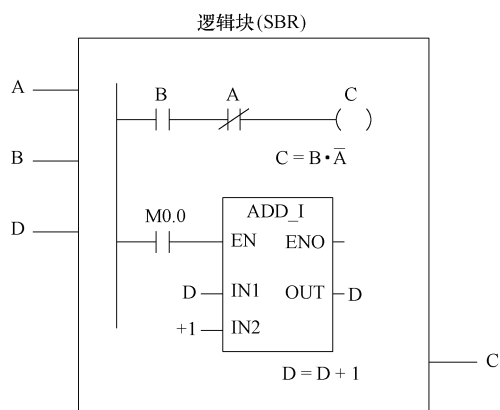 逻辑块(SBR)
A
B
D
B A C
C = B·A̅
M0.0
ADD_I
EN ENO
D IN1 OUT D
+1 IN2
D = D + 1
C